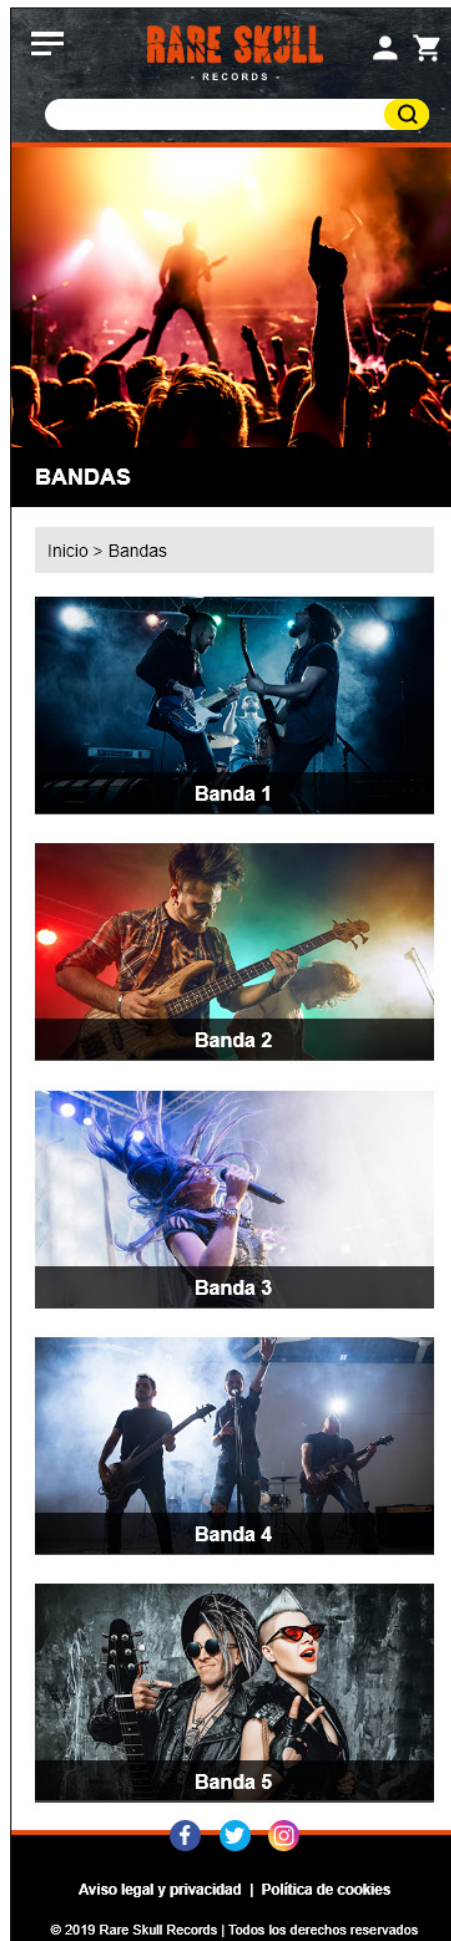 RARE SKULL
- RECORDS -
BANDAS
Inicio > Bandas
Banda 1
Banda 2
Banda 3
Banda 4
Banda 5
Aviso legal y privacidad | Política de cookies
© 2019 Rare Skull Records | Todos los derechos reservados